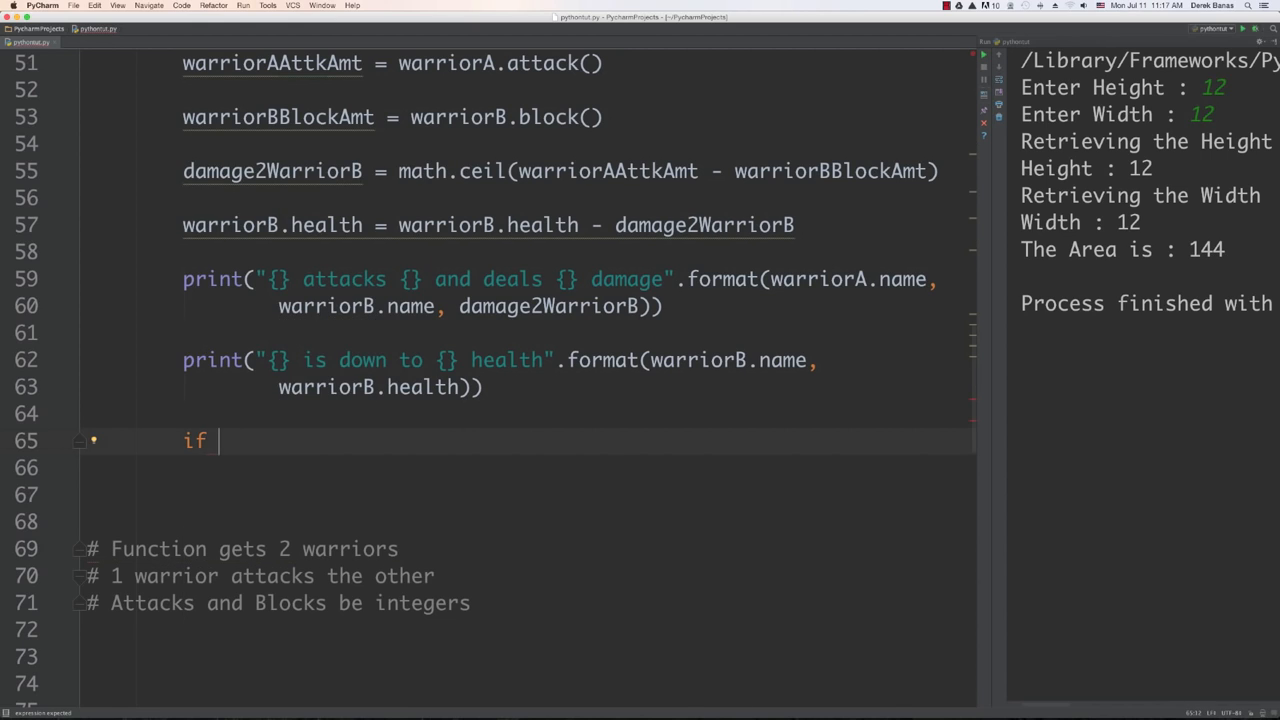 PyCharm File Edit View Navigate Code Refactor Run Tools VCS Window Help 10 Mon Jul 11 11:17 AM Derek Banas
pythontut.py - PycharmProjects - [~/PycharmProjects]
PycharmProjects pythontut.py pythontut
pythontut.py Run: pythontut
51 warriorAAttkAmt = warriorA.attack()
52
53 warriorBBlockAmt = warriorB.block()
54
55 damage2WarriorB = math.ceil(warriorAAttkAmt - warriorBBlockAmt)
56
57 warriorB.health = warriorB.health - damage2WarriorB
58
59 print("{} attacks {} and deals {} damage".format(warriorA.name,
60 warriorB.name, damage2WarriorB))
61
62 print("{} is down to {} health".format(warriorB.name,
63 warriorB.health))
64
65 if
66
67
68
69 # Function gets 2 warriors
70 # 1 warrior attacks the other
71 # Attacks and Blocks be integers
72
73
74
/Library/Frameworks/Py
Enter Height : 12
Enter Width : 12
Retrieving the Height
Height : 12
Retrieving the Width
Width : 12
The Area is : 144
Process finished with
expression expected 65:12 LF÷ UTF-8÷